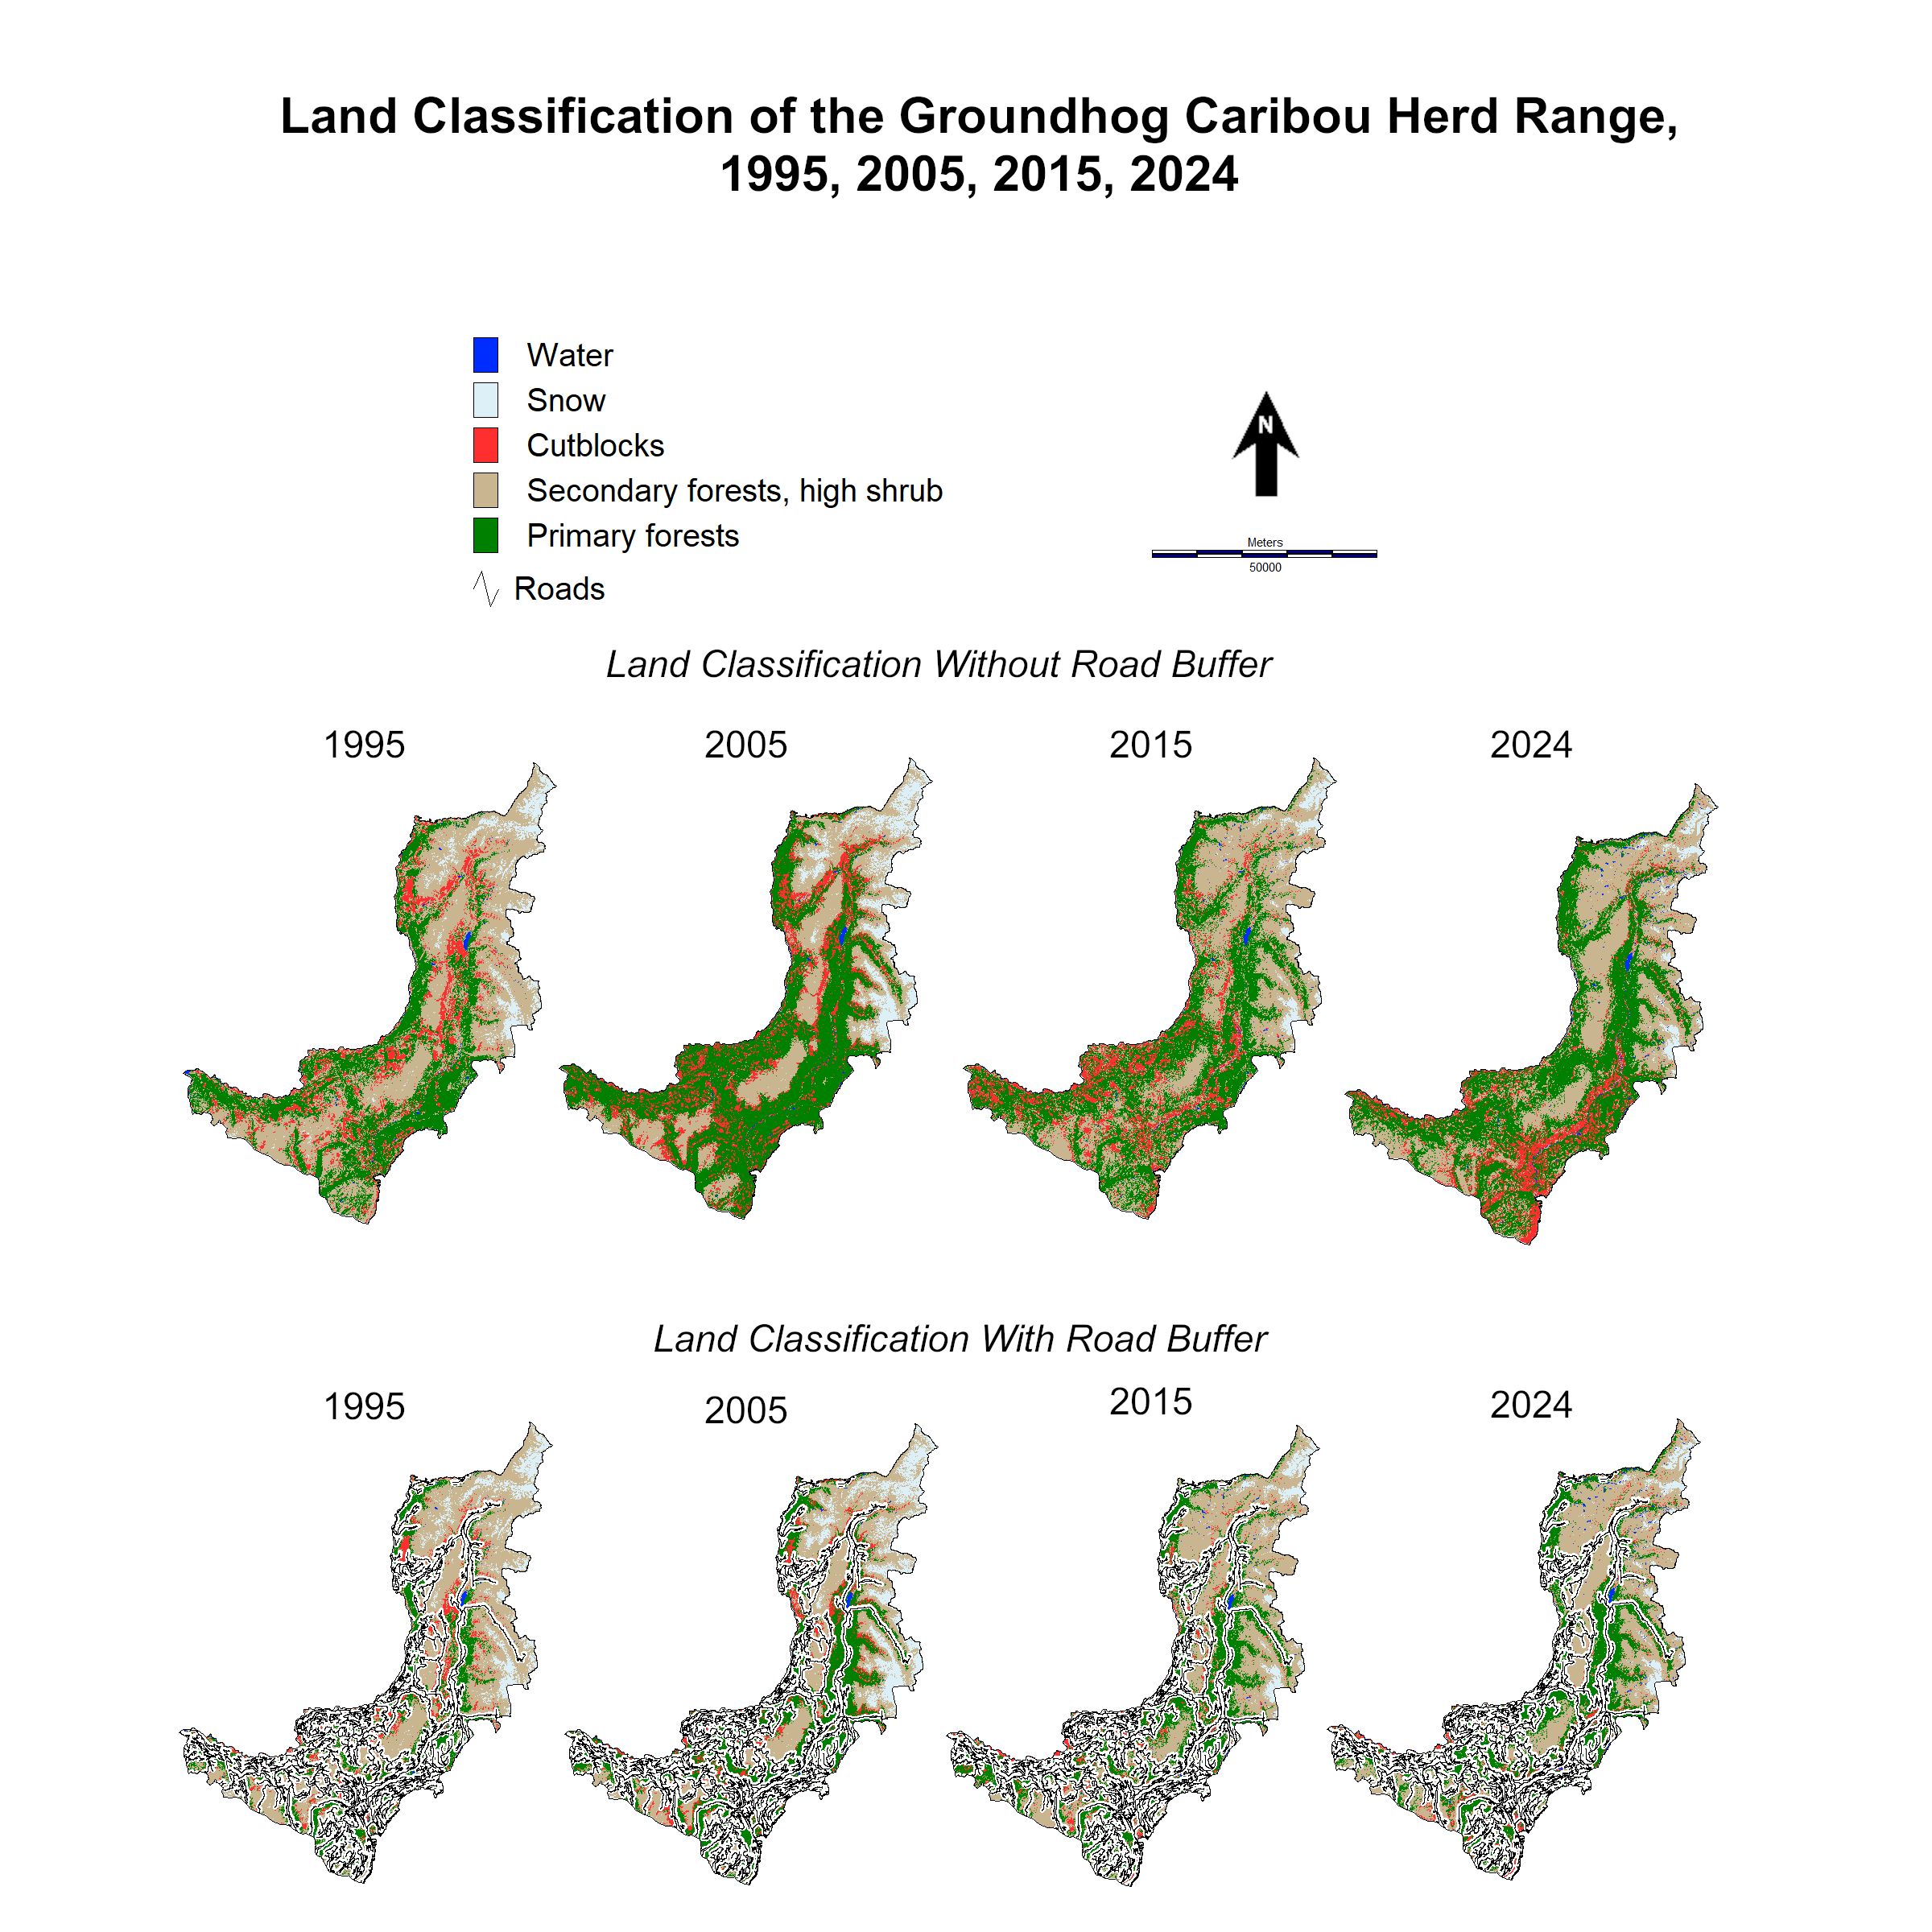 Land Classification of the Groundhog Caribou Herd Range,
1995, 2005, 2015, 2024
Water
Snow
Cutblocks
Secondary forests, high shrub
Primary forests
Roads
N
Meters
50000
Land Classification Without Road Buffer
1995
2005
2015
2024
Land Classification With Road Buffer
1995
2005
2015
2024